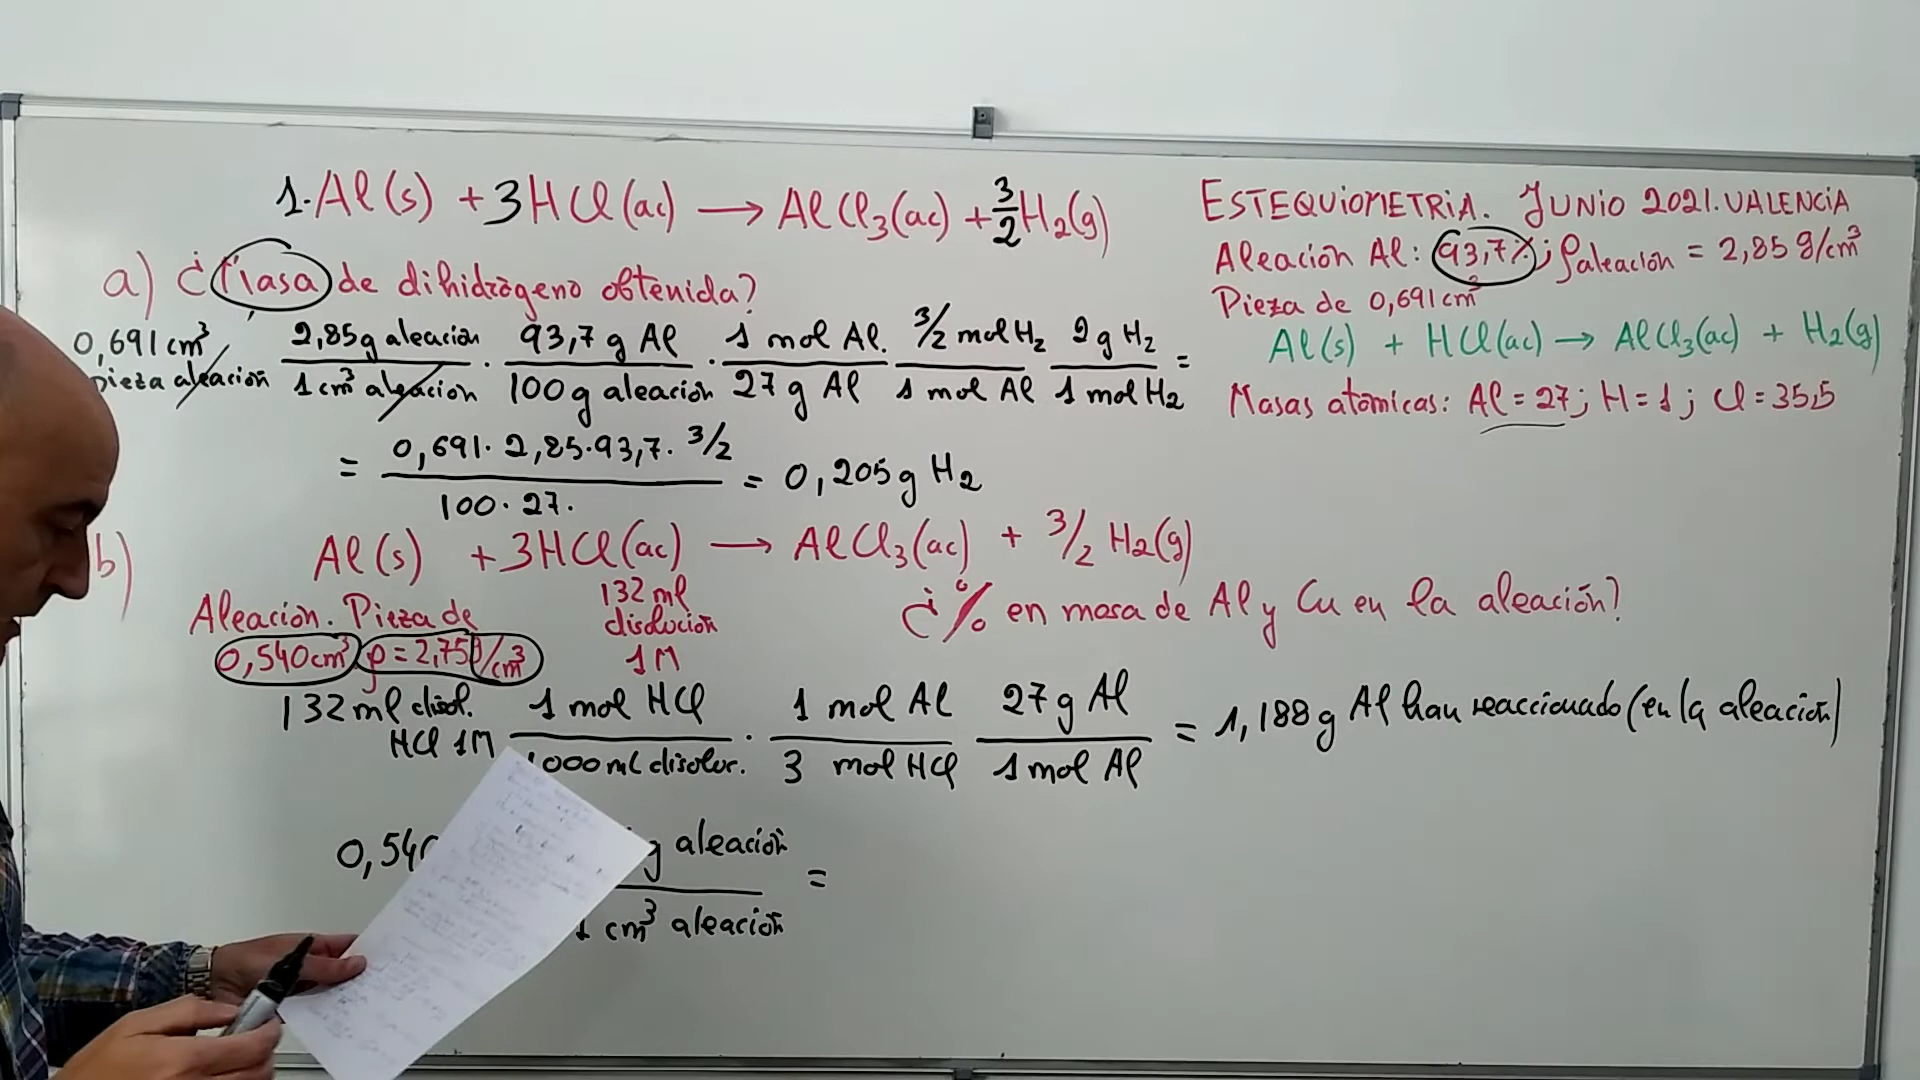 1.Al(s) + 3HCl(ac) → AlCl₃(ac) + 3/2 H₂(g)
a) ¿Masa de dihidrógeno obtenida?
0,691 cm³ pieza aleación · 2,85 g aleación / 1 cm³ aleación · 93,7 g Al / 100 g aleación · 1 mol Al / 27 g Al · 3/2 mol H₂ / 1 mol Al · 2 g H₂ / 1 mol H₂ =
= 0,691 · 2,85 · 93,7 · 3/2 / 100 · 27 · = 0,205 g H₂
ESTEQUIOMETRIA. JUNIO 2021. VALENCIA
Aleación Al: 93,7%; ρaleación = 2,85 g/cm³
Pieza de 0,691 cm³
Al(s) + HCl(ac) → AlCl₃(ac) + H₂(g)
Masas atómicas: Al = 27; H = 1; Cl = 35,5
b) Al(s) + 3HCl(ac) → AlCl₃(ac) + 3/2 H₂(g)
Aleación. Pieza de
0,540 cm³ ρ = 2,75 g/cm³
132 ml
disolución
1M
¿% en masa de Al y Cu en la aleación?
132 ml disol. HCl 1M · 1 mol HCl / 1000 ml disoluc. · 1 mol Al / 3 mol HCl · 27 g Al / 1 mol Al = 1,188 g Al han reaccionado (en la aleación)
0,540 g aleación / 1 cm³ aleación =